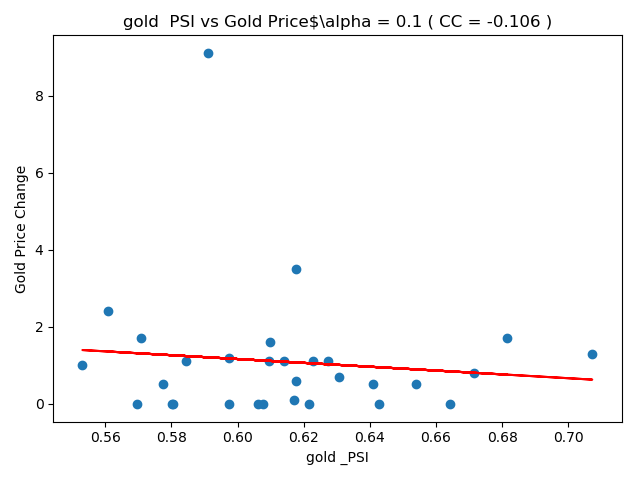 gold  PSI vs Gold Price$\alpha = 0.1 ( CC = -0.106 )
Gold Price Change
8
6
4
2
0
0.56 0.58 0.60 0.62 0.64 0.66 0.68 0.70
gold _PSI